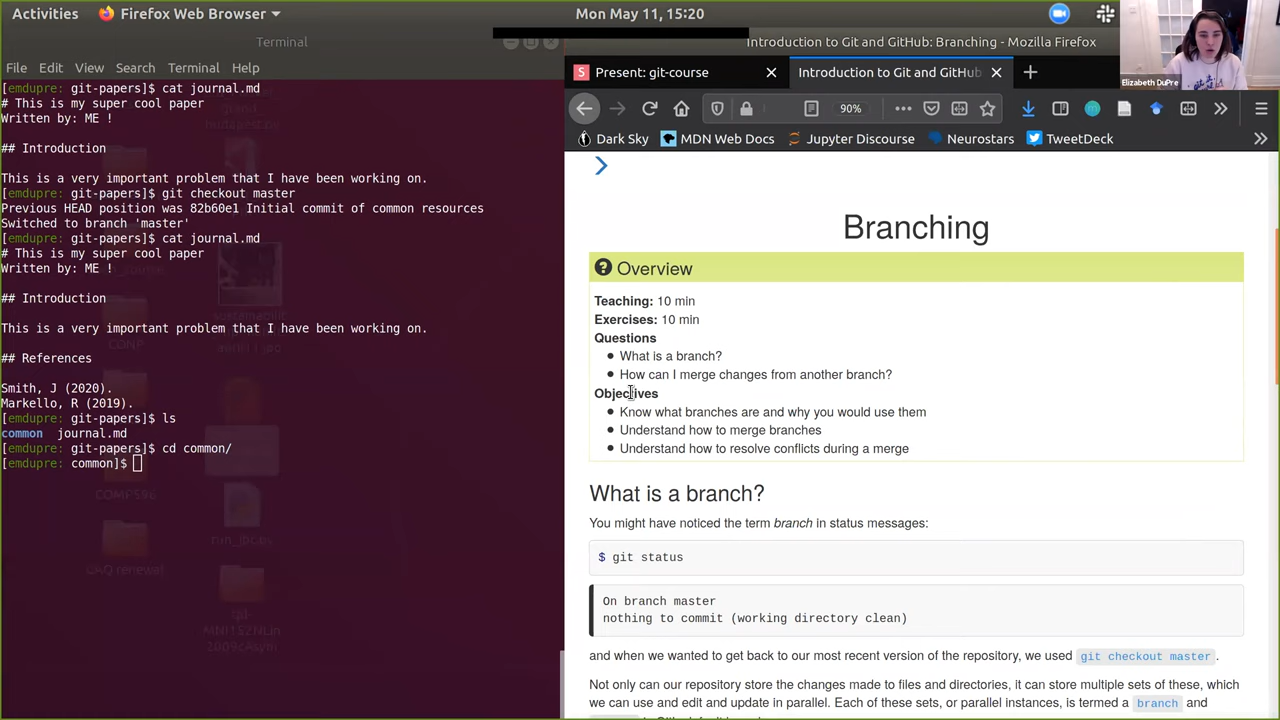 Activities Firefox Web Browser Mon May 11, 15:20
Terminal
File Edit View Search Terminal Help
[emdupre: git-papers]$ cat journal.md
# This is my super cool paper
Written by: ME !
## Introduction
This is a very important problem that I have been working on.
[emdupre: git-papers]$ git checkout master
Previous HEAD position was 82b60e1 Initial commit of common resources
Switched to branch 'master'
[emdupre: git-papers]$ cat journal.md
# This is my super cool paper
Written by: ME !
## Introduction
This is a very important problem that I have been working on.
## References
Smith, J (2020).
Markello, R (2019).
[emdupre: git-papers]$ ls
common journal.md
[emdupre: git-papers]$ cd common/
[emdupre: common]$
CONP
COMP596
CRQ renewal
Introduction to Git and GitHub: Branching - Mozilla Firefox
Elizabeth DuPre
S Present: git-course
Introduction to Git and GitHub
90%
Dark Sky MDN Web Docs Jupyter Discourse Neurostars TweetDeck
Branching
Overview
Teaching: 10 min
Exercises: 10 min
Questions
What is a branch?
How can I merge changes from another branch?
Objectives
Know what branches are and why you would use them
Understand how to merge branches
Understand how to resolve conflicts during a merge
What is a branch?
You might have noticed the term branch in status messages:
$ git status
On branch master
nothing to commit (working directory clean)
and when we wanted to get back to our most recent version of the repository, we used git checkout master.
Not only can our repository store the changes made to files and directories, it can store multiple sets of these, which
we can use and edit and update in parallel. Each of these sets, or parallel instances, is termed a branch and